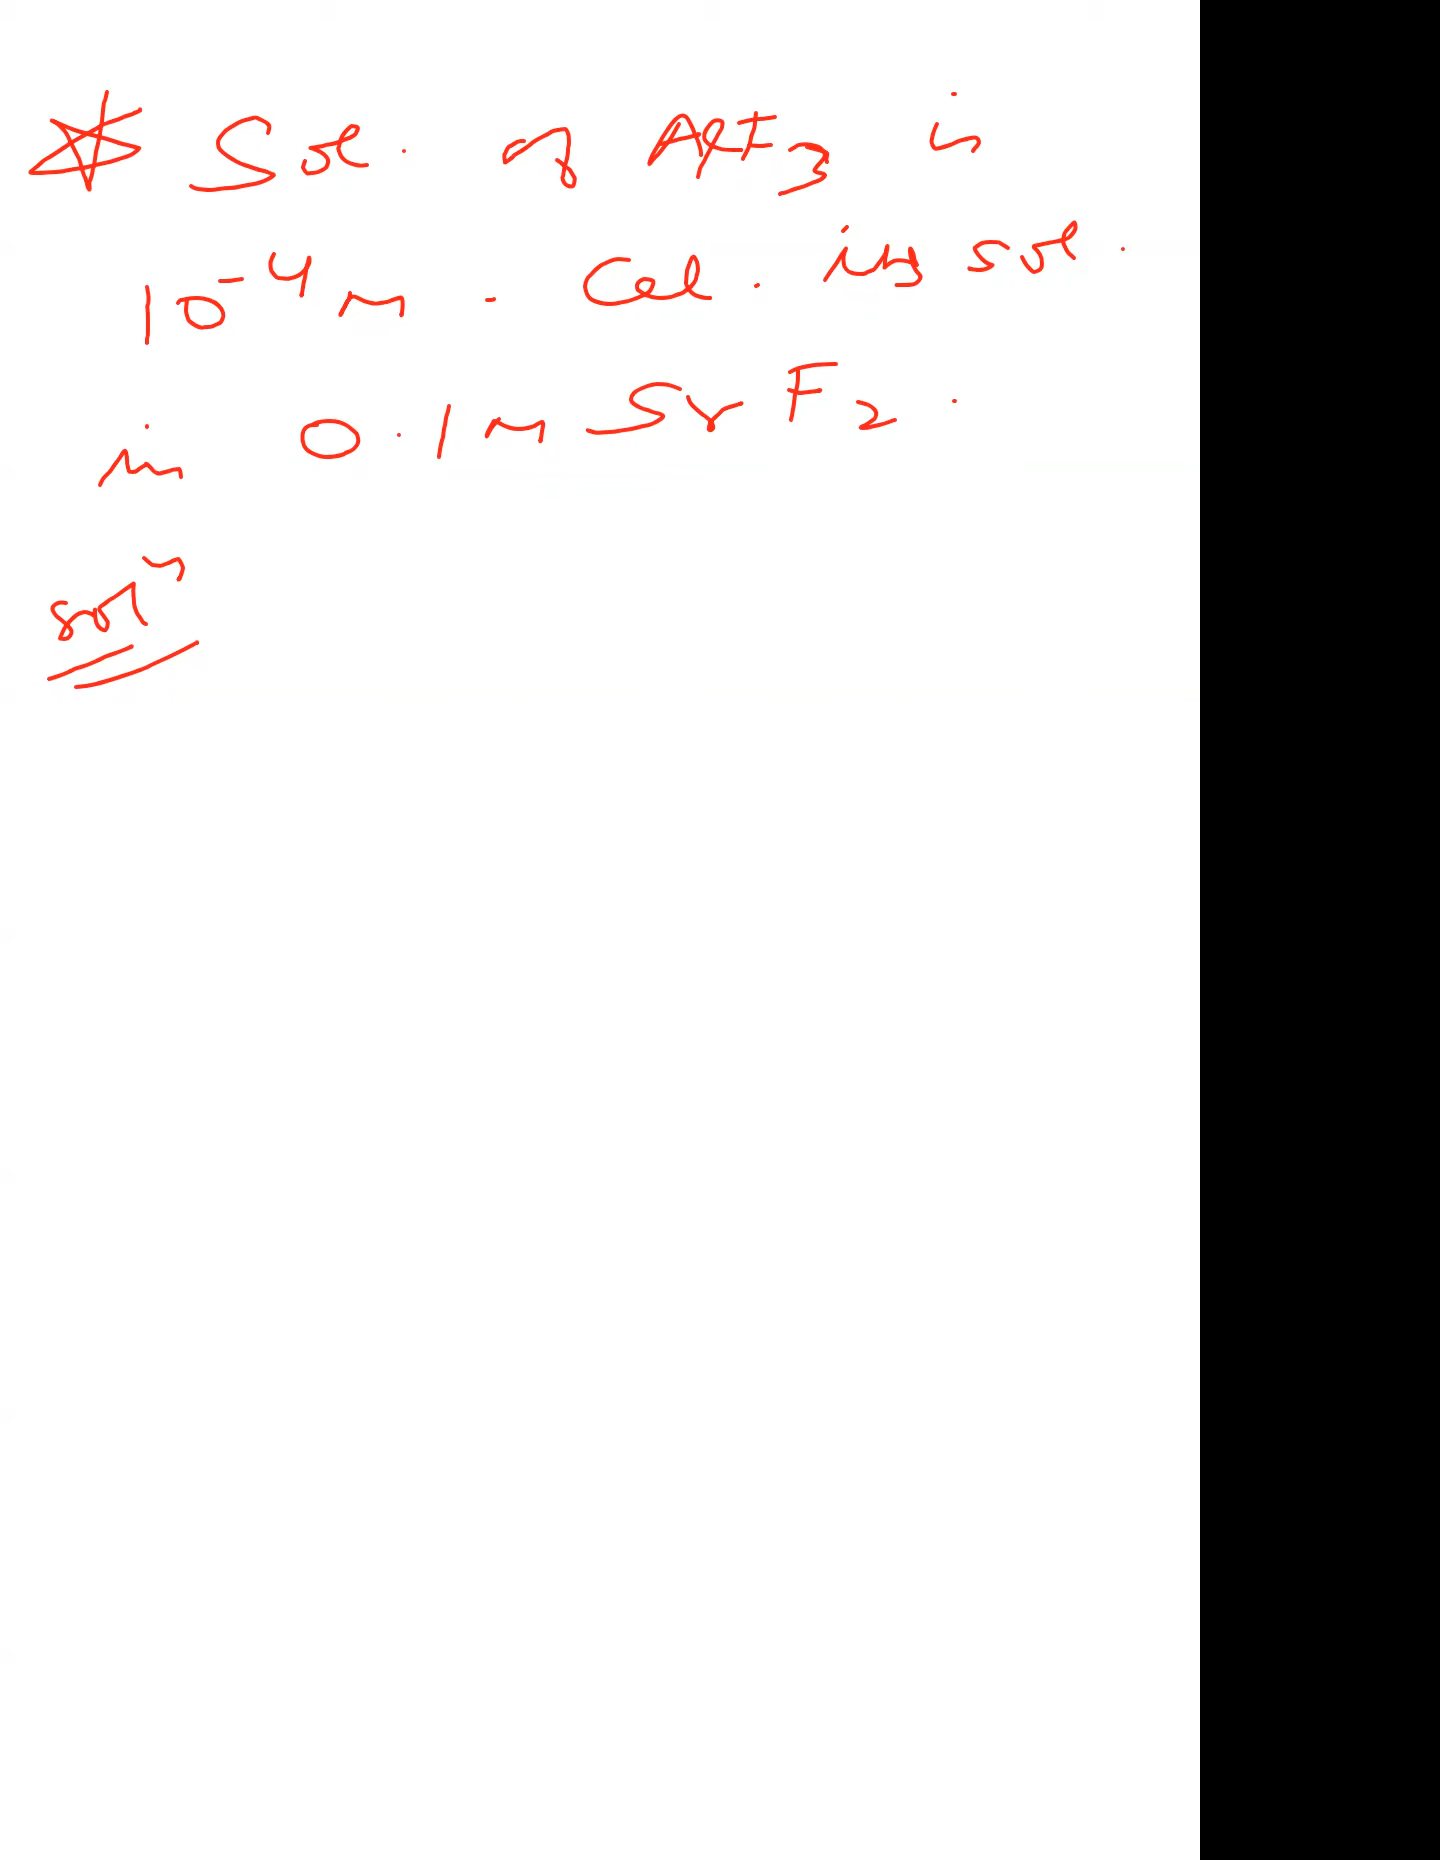 ☆ Sol. of AlF3 is
10^-4 M. Cal. its sol.
in 0.1 M SrF2.
sol^n